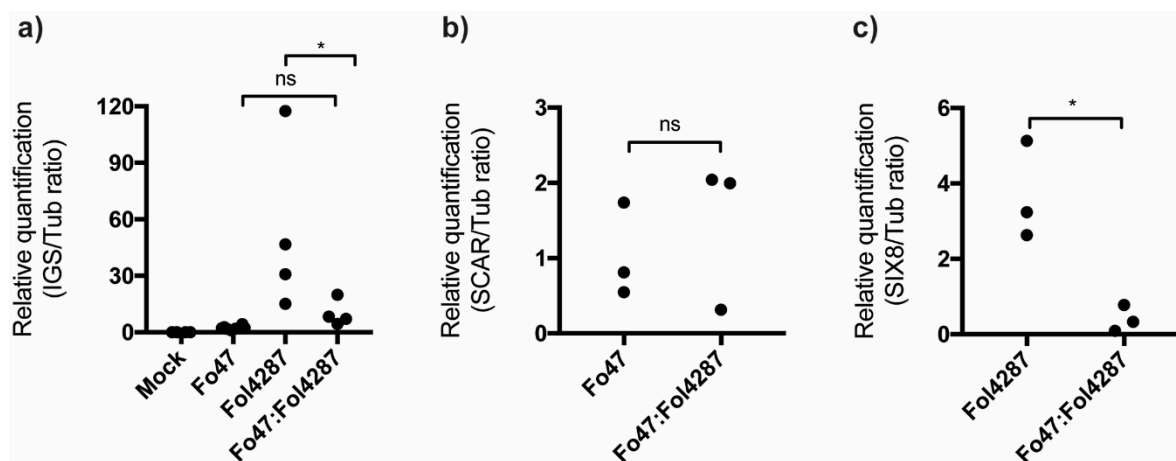 a)
Relative quantification
(IGS/Tub ratio)
120
90
60
30
0
*
ns
Mock
Fo47
Fol4287
Fo47:Fol4287
b)
Relative quantification
(SCAR/Tub ratio)
3
2
1
0
ns
Fo47
Fo47:Fol4287
c)
Relative quantification
(SIX8/Tub ratio)
6
4
2
0
*
Fol4287
Fo47:Fol4287